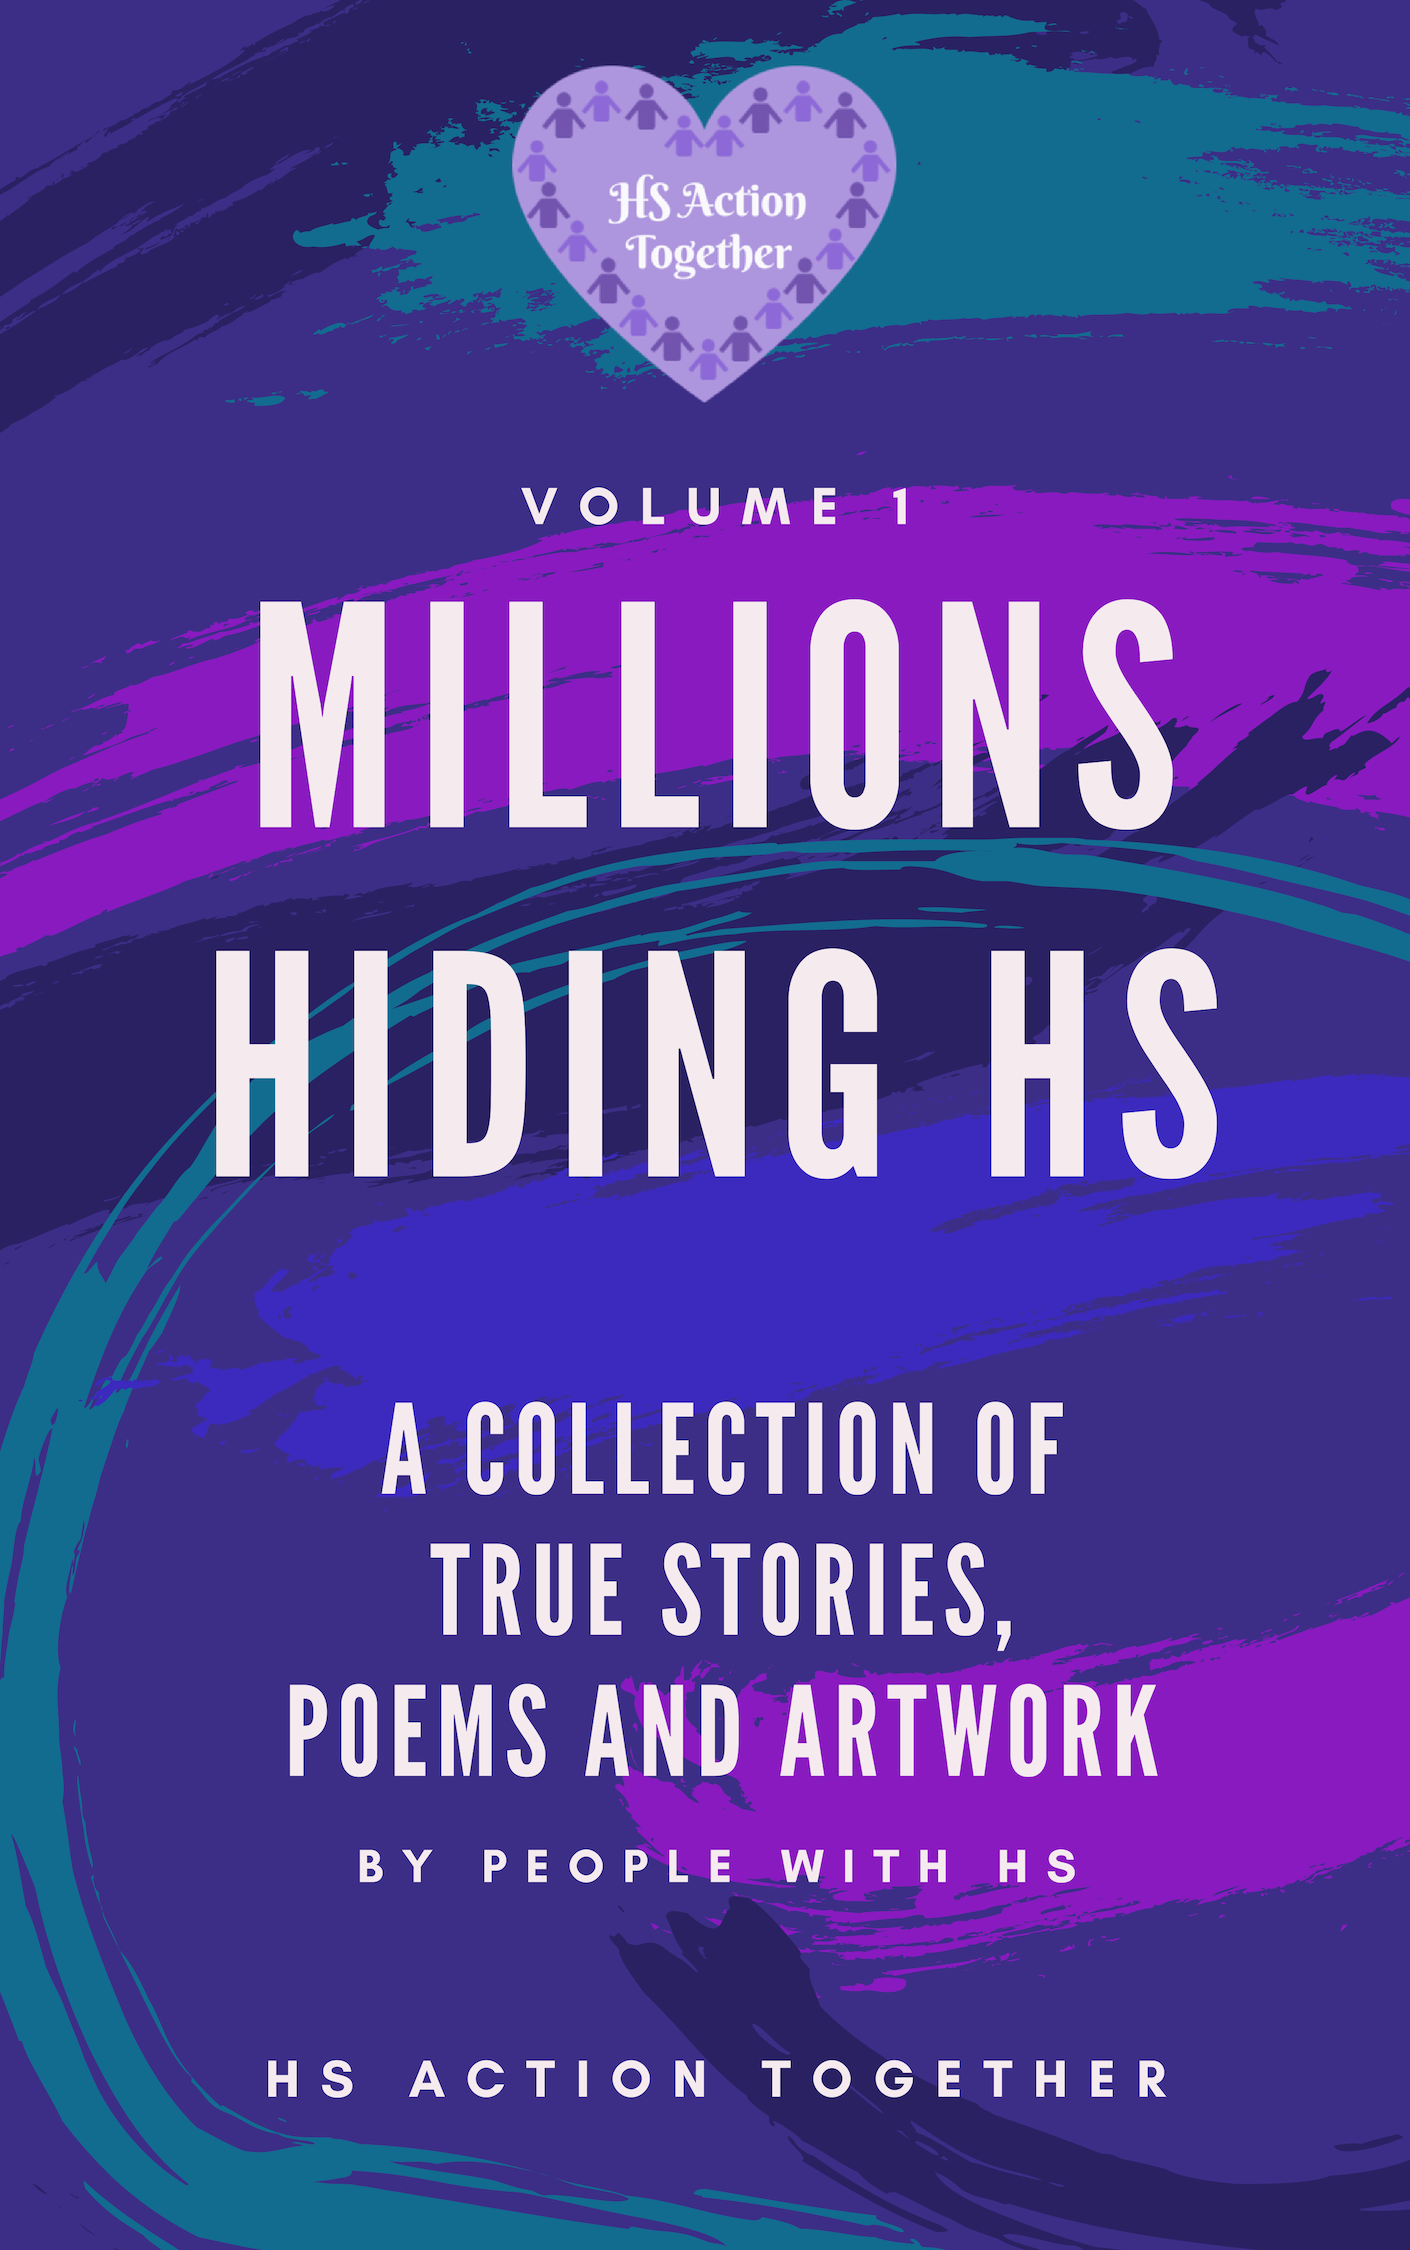 HS Action
Together
VOLUME 1
MILLIONS
HIDING HS
A COLLECTION OF
TRUE STORIES,
POEMS AND ARTWORK
BY PEOPLE WITH HS
HS ACTION TOGETHER